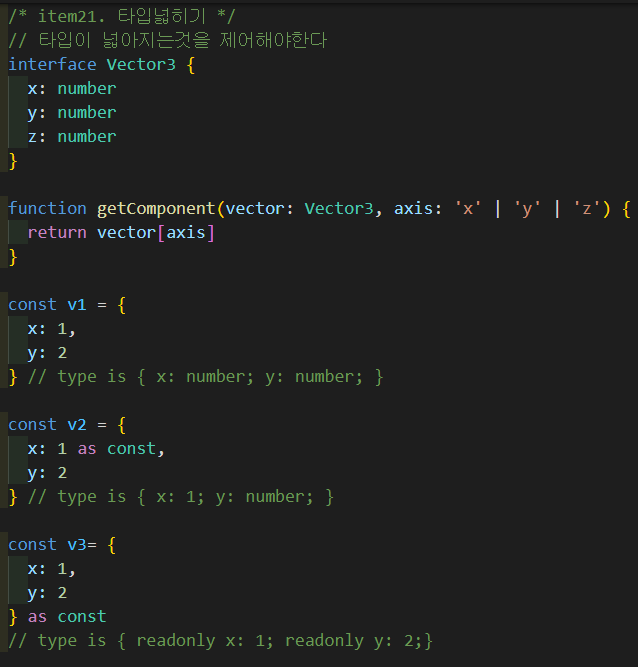 /* item21. 타입넓히기 */
// 타입이 넓아지는것을 제어해야한다
interface Vector3 {
  x: number
  y: number
  z: number
}
function getComponent(vector: Vector3, axis: 'x' | 'y' | 'z') {
  return vector[axis]
}
const v1 = {
  x: 1,
  y: 2
} // type is { x: number; y: number; }
const v2 = {
  x: 1 as const,
  y: 2
} // type is { x: 1; y: number; }
const v3= {
  x: 1,
  y: 2
} as const
// type is { readonly x: 1; readonly y: 2;}